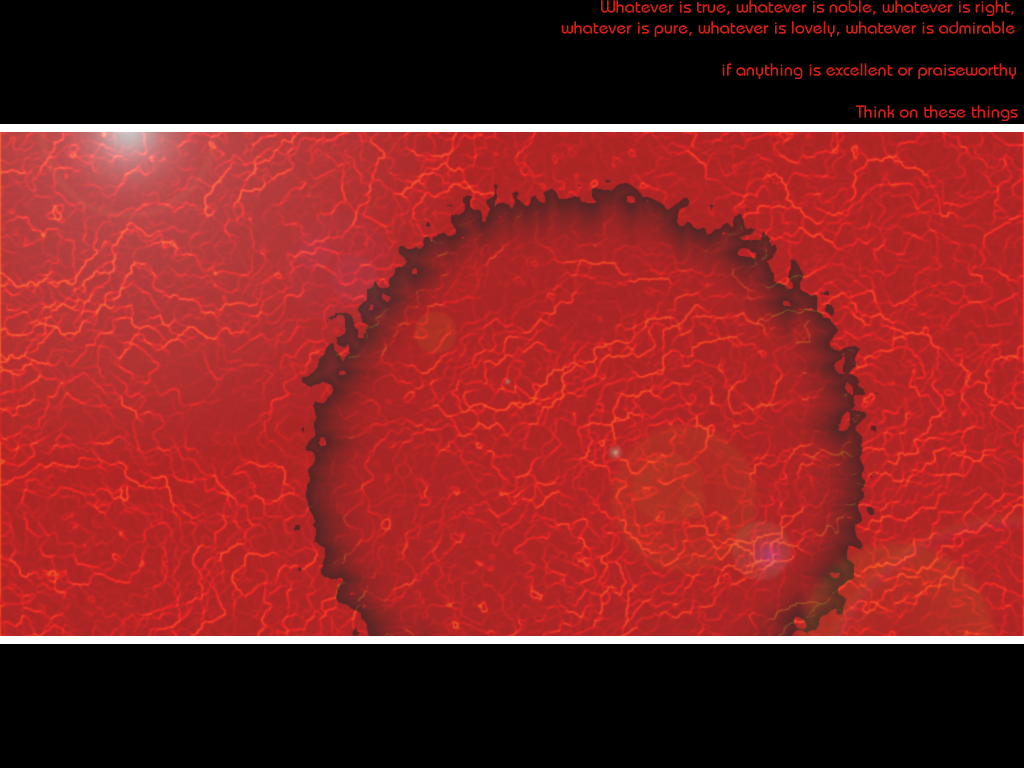 Whatever is true, whatever is noble, whatever is right,
whatever is pure, whatever is lovely, whatever is admirable
if anything is excellent or praiseworthy
Think on these things